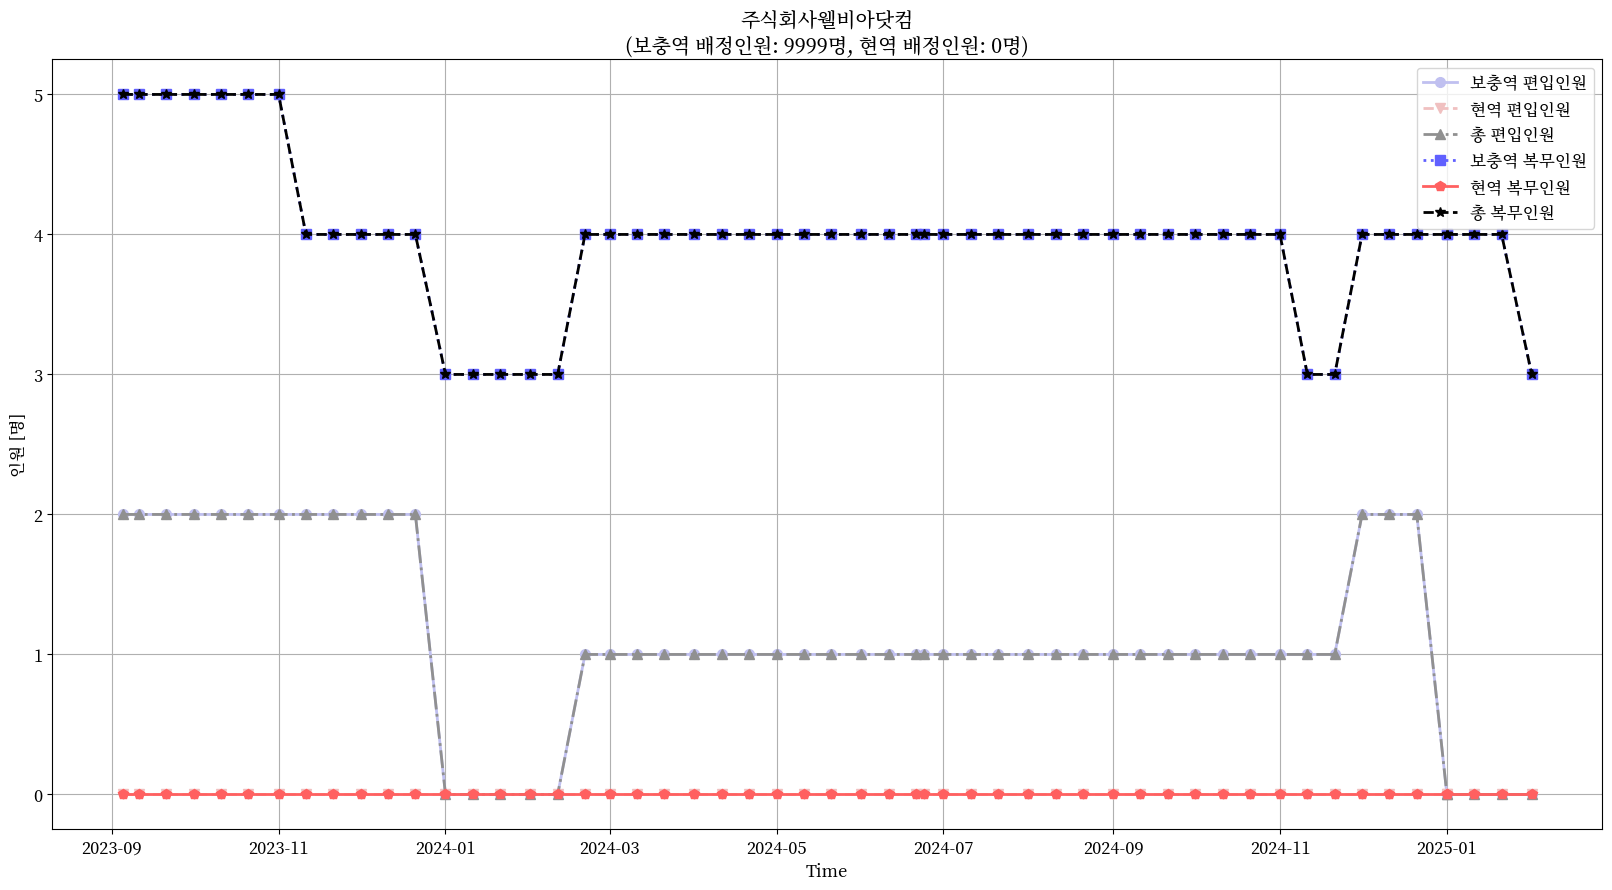 주식회사웰비아닷컴
(보충역 배정인원: 9999명, 현역 배정인원: 0명)
보충역 편입인원
현역 편입인원
총 편입인원
보충역 복무인원
현역 복무인원
총 복무인원
인원 [명]
5
4
3
2
1
0
2023-09
2023-11
2024-01
2024-03
2024-05
2024-07
2024-09
2024-11
2025-01
Time